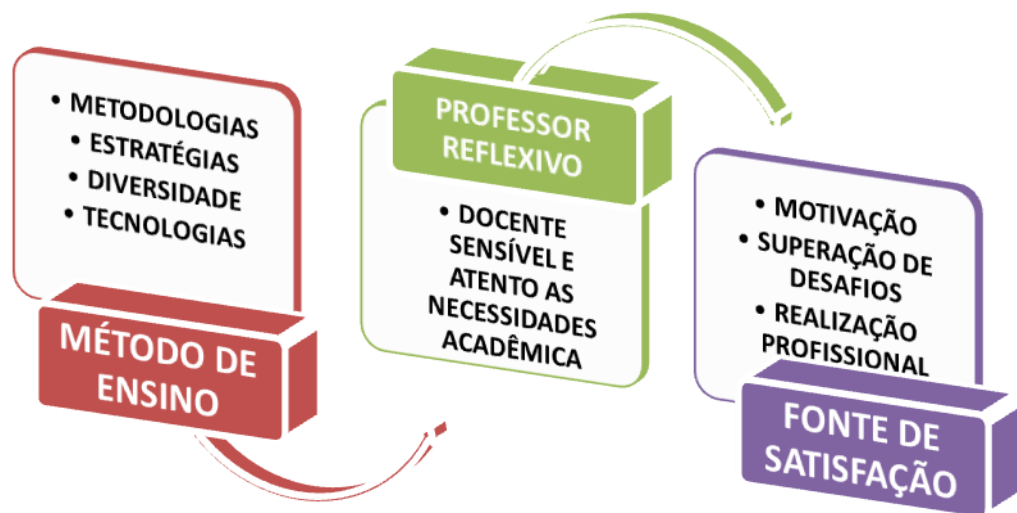 • METODOLOGIAS
• ESTRATÉGIAS
• DIVERSIDADE
• TECNOLOGIAS
MÉTODO DE
ENSINO
PROFESSOR
REFLEXIVO
• DOCENTE
SENSÍVEL E
ATENTO AS
NECESSIDADES
ACADÊMICA
• MOTIVAÇÃO
• SUPERAÇÃO DE
DESAFIOS
• REALIZAÇÃO
PROFISSIONAL
FONTE DE
SATISFAÇÃO